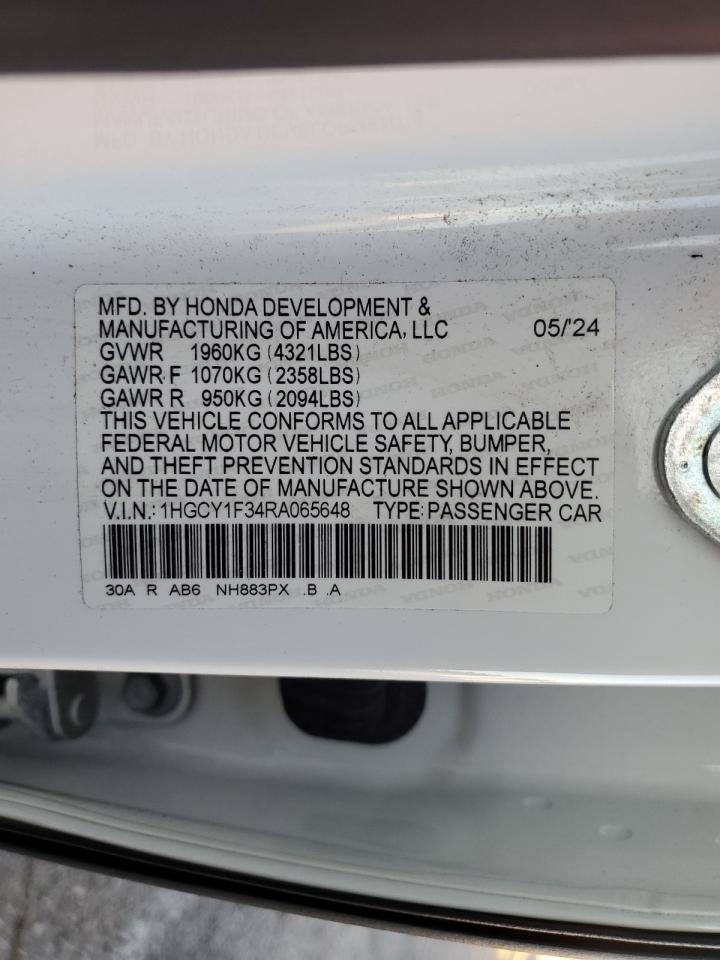 MFD. BY HONDA DEVELOPMENT &
MANUFACTURING OF AMERICA, LLC 05/'24
GVWR 1960KG (4321LBS)
GAWR F 1070KG (2358LBS)
GAWR R 950KG (2094LBS)
THIS VEHICLE CONFORMS TO ALL APPLICABLE
FEDERAL MOTOR VEHICLE SAFETY, BUMPER,
AND THEFT PREVENTION STANDARDS IN EFFECT
ON THE DATE OF MANUFACTURE SHOWN ABOVE.
V.I.N.: 1HGCY1F34RA065648 TYPE: PASSENGER CAR
30A R AB6 NH883PX .B .A